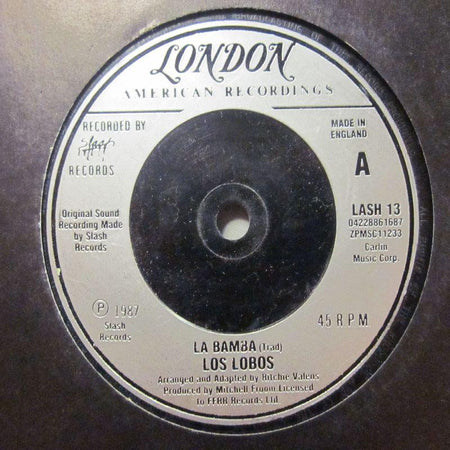 LONDON
AMERICAN RECORDINGS
RECORDED BY
Slash
RECORDS
MADE IN
ENGLAND
A
Original Sound
Recording Made
by Slash
Records
LASH 13
04228861687
ZPMSC11233
Carlin
Music Corp.
℗ 1987
Slash
Records
45 R.P.M.
LA BAMBA (Trad)
LOS LOBOS
Arranged and Adapted by Ritchie Valens
Produced by Mitchell Froom Licensed
to FFRR Records Ltd.